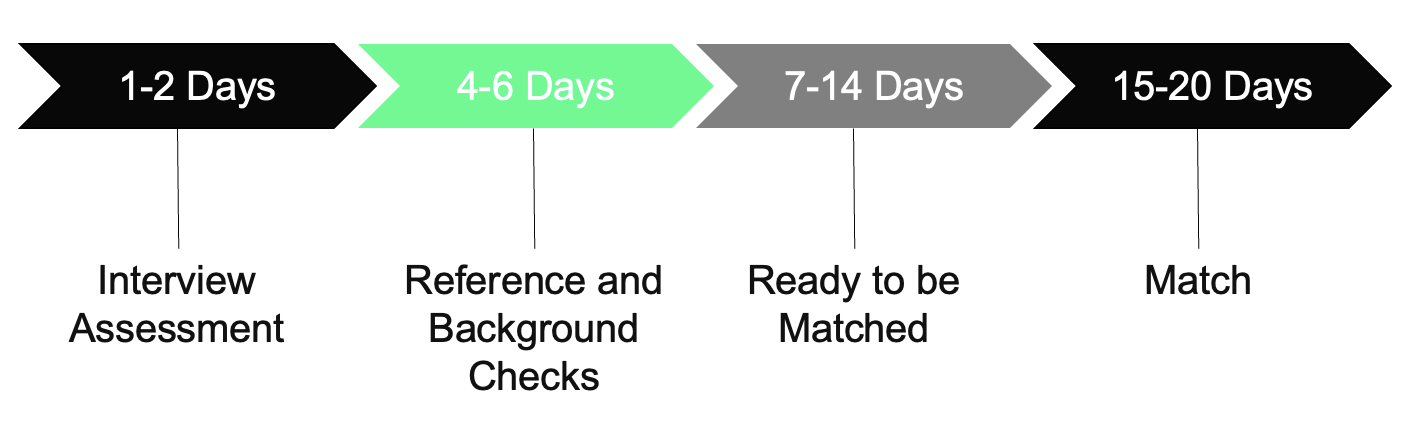 1-2 Days
4-6 Days
7-14 Days
15-20 Days
Interview
Assessment
Reference and
Background
Checks
Ready to be
Matched
Match